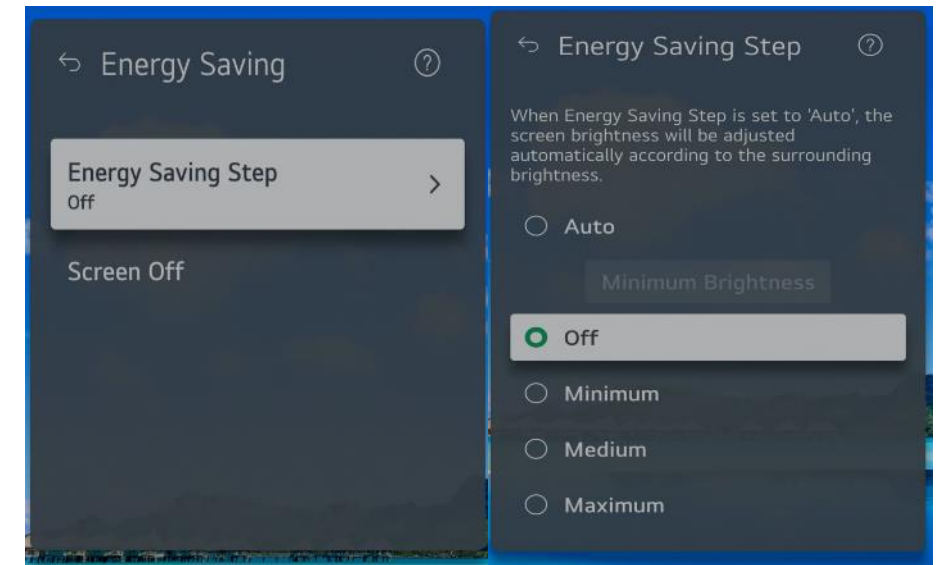 Energy Saving
Energy Saving Step
Off
Screen Off
Energy Saving Step
When Energy Saving Step is set to 'Auto', the
screen brightness will be adjusted
automatically according to the surrounding
brightness.
Auto
Minimum Brightness
Off
Minimum
Medium
Maximum